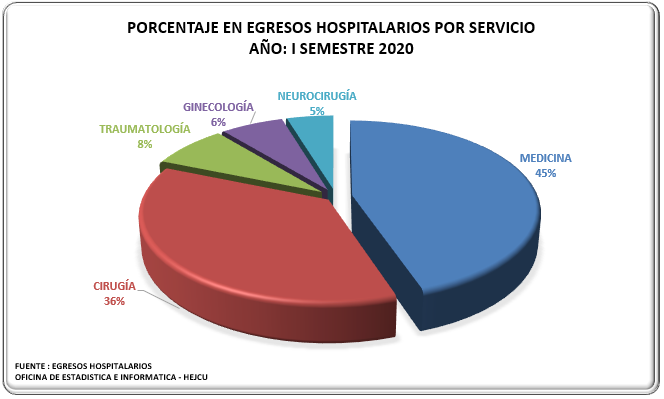 PORCENTAJE EN EGRESOS HOSPITALARIOS POR SERVICIO
AÑO: I SEMESTRE 2020
NEUROCIRUGÍA
5%
GINECOLOGÍA
6%
TRAUMATOLOGÍA
8%
MEDICINA
45%
CIRUGÍA
36%
FUENTE : EGRESOS HOSPITALARIOS
OFICINA DE ESTADISTICA E INFORMATICA - HEJCU